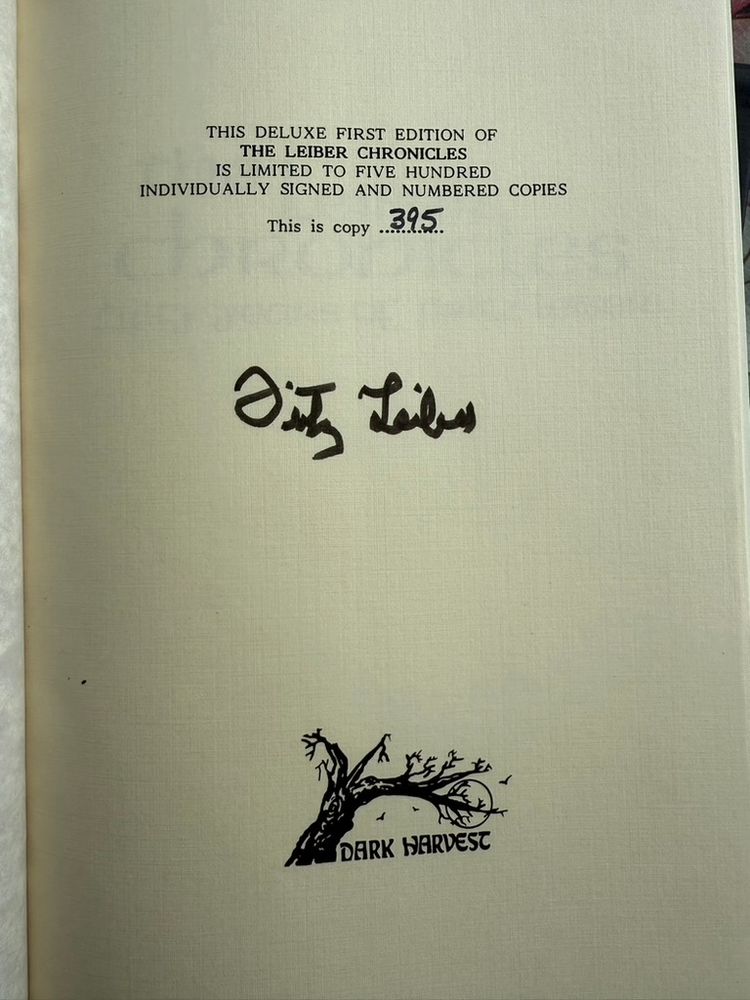 THIS DELUXE FIRST EDITION OF
THE LEIBER CHRONICLES
IS LIMITED TO FIVE HUNDRED
INDIVIDUALLY SIGNED AND NUMBERED COPIES
This is copy ...395...
Fritz Leiber
DARK HARVEST